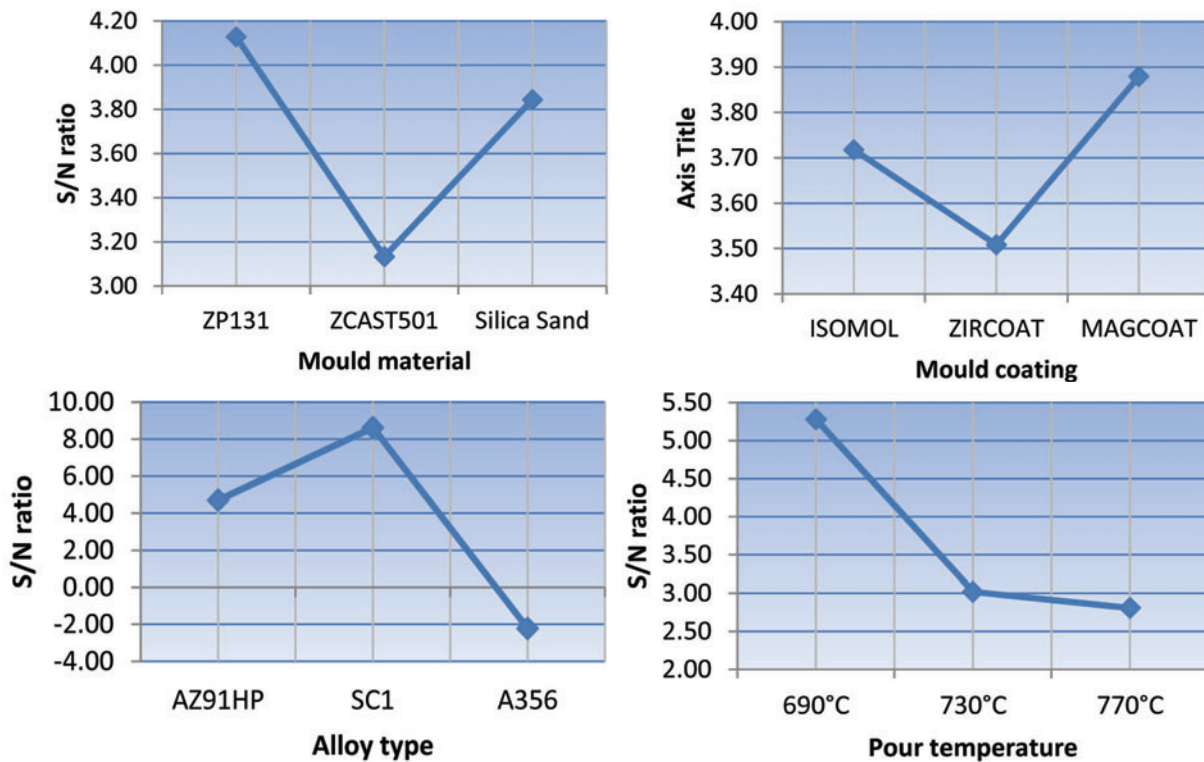 S/N ratio
4.20
4.00
3.80
3.60
3.40
3.20
3.00
ZP131 ZCAST501 Silica Sand
Mould material
Axis Title
4.00
3.90
3.80
3.70
3.60
3.50
3.40
ISOMOL ZIRCOAT MAGCOAT
Mould coating
S/N ratio
10.00
8.00
6.00
4.00
2.00
0.00
-2.00
-4.00
AZ91HP SC1 A356
Alloy type
S/N ratio
5.50
5.00
4.50
4.00
3.50
3.00
2.50
2.00
690°C 730°C 770°C
Pour temperature